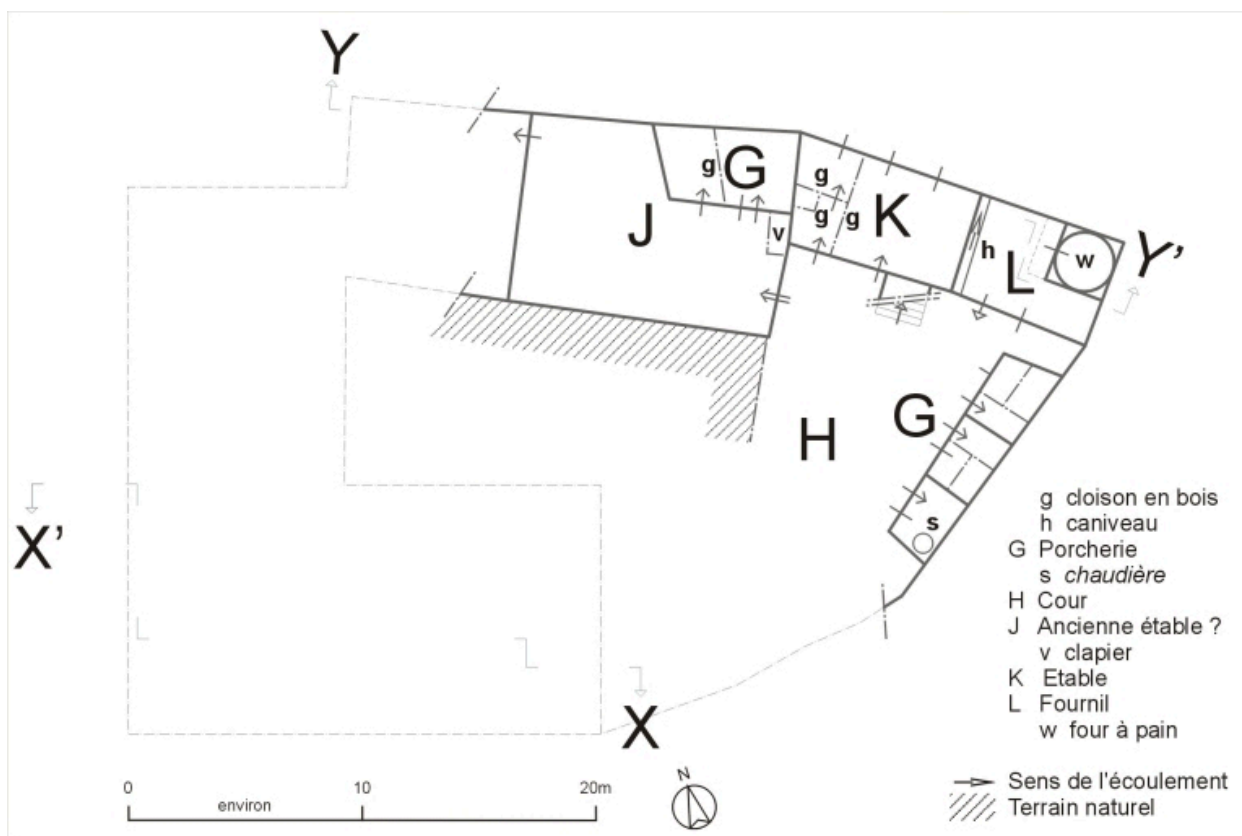 Y
G
g
g
g
g
K
J
v
h
L
w
Y'
G
H
s
X'
X
g cloison en bois
h caniveau
G Porcherie
s chaudière
H Cour
J Ancienne étable ?
v clapier
K Etable
L Fournil
w four à pain
Sens de l'écoulement
Terrain naturel
0 10 20m
environ
N